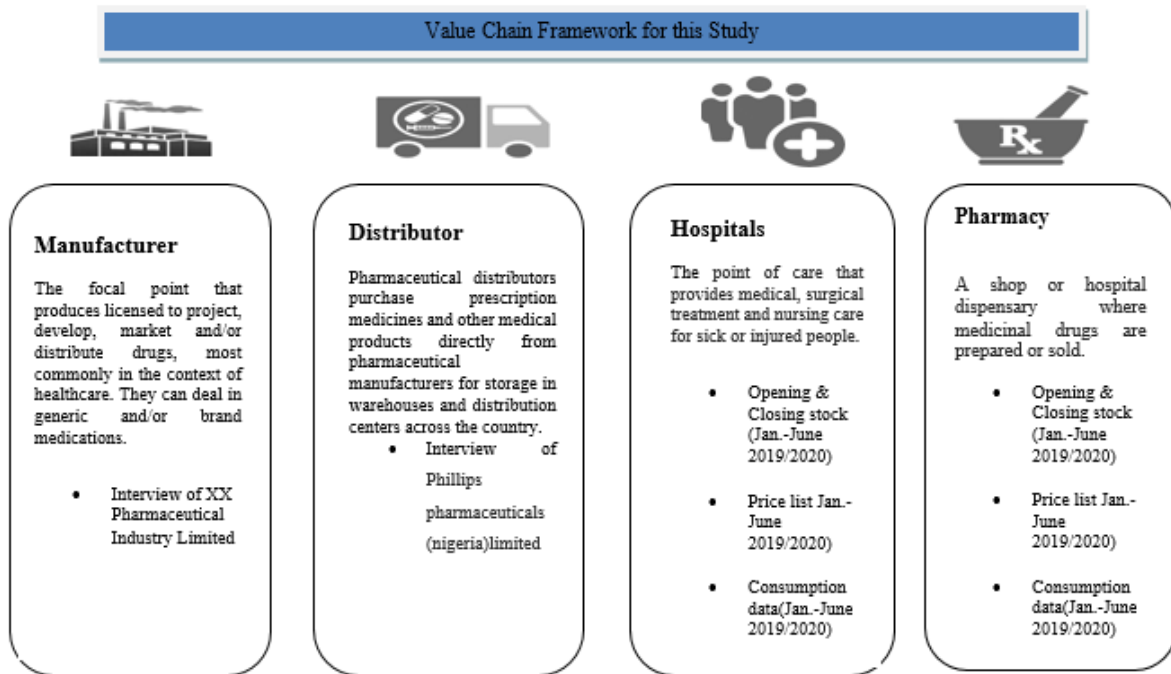 Value Chain Framework for this Study
Rx
Manufacturer
The focal point that
produces licensed to project,
develop, market and/or
distribute drugs, most
commonly in the context of
healthcare. They can deal in
generic and/or brand
medications.
• Interview of XX
Pharmaceutical
Industry Limited
Distributor
Pharmaceutical distributors
purchase prescription
medicines and other medical
products directly from
pharmaceutical
manufacturers for storage in
warehouses and distribution
centers across the country.
• Interview of
Phillips
pharmaceuticals
(nigeria)limited
Hospitals
The point of care that
provides medical, surgical
treatment and nursing care
for sick or injured people.
• Opening &
Closing stock
(Jan.-June
2019/2020)
• Price list Jan.-
June
2019/2020)
• Consumption
data(Jan.-June
2019/2020)
Pharmacy
A shop or hospital
dispensary where
medicinal drugs are
prepared or sold.
• Opening &
Closing stock
(Jan.-June
2019/2020)
• Price list Jan.-
June
2019/2020)
• Consumption
data(Jan.-June
2019/2020)